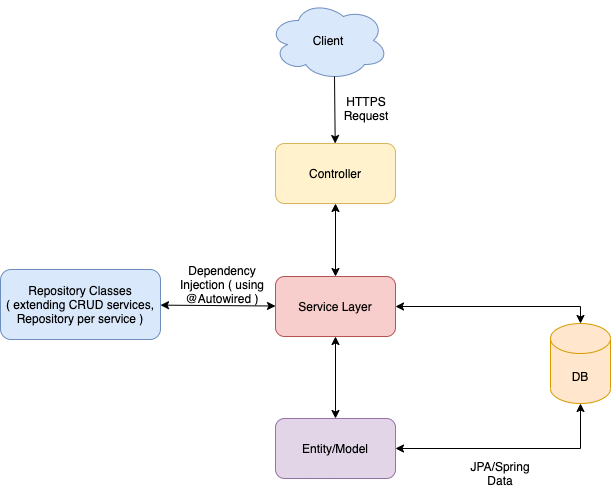 Client
HTTPS
Request
Controller
Dependency
Injection ( using
@Autowired )
Repository Classes
( extending CRUD services,
Repository per service )
Service Layer
DB
Entity/Model
JPA/Spring
Data